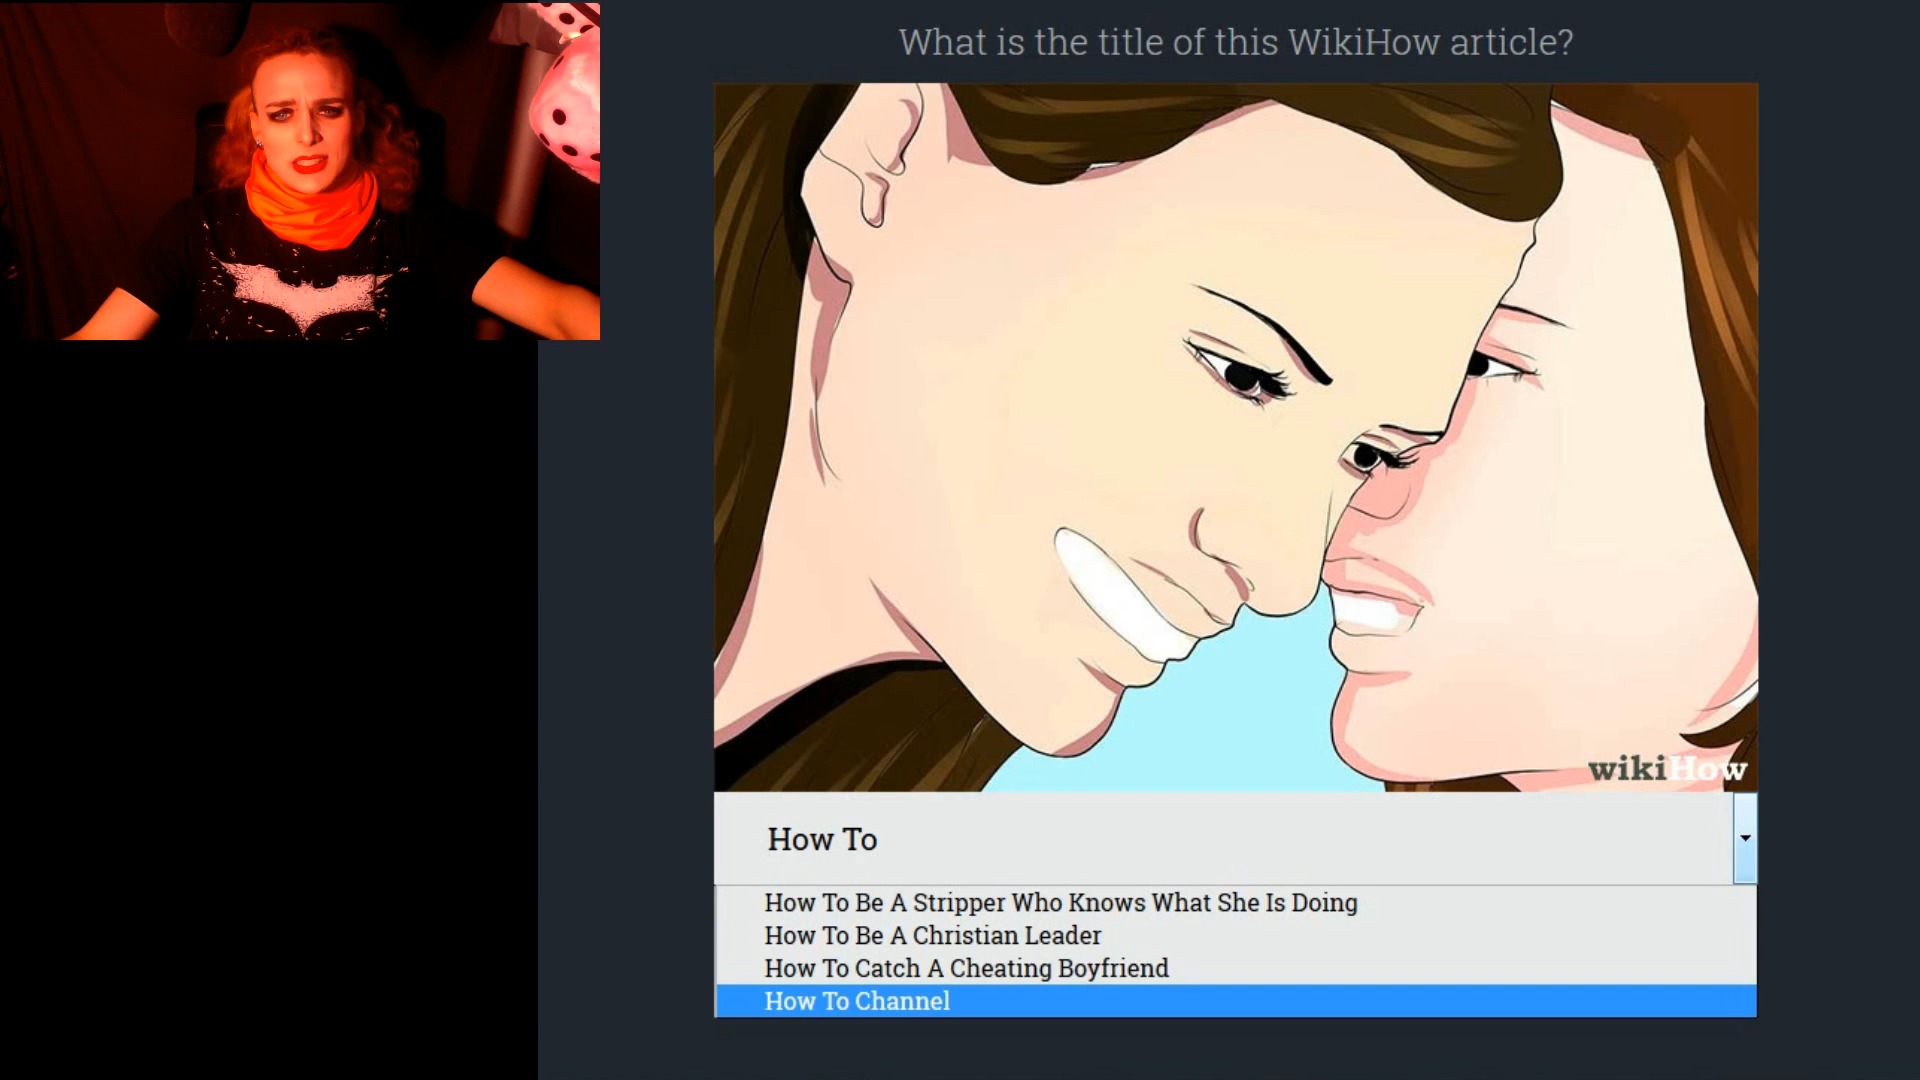 What is the title of this WikiHow article?
wikiHow
How To
How To Be A Stripper Who Knows What She Is Doing
How To Be A Christian Leader
How To Catch A Cheating Boyfriend
How To Channel